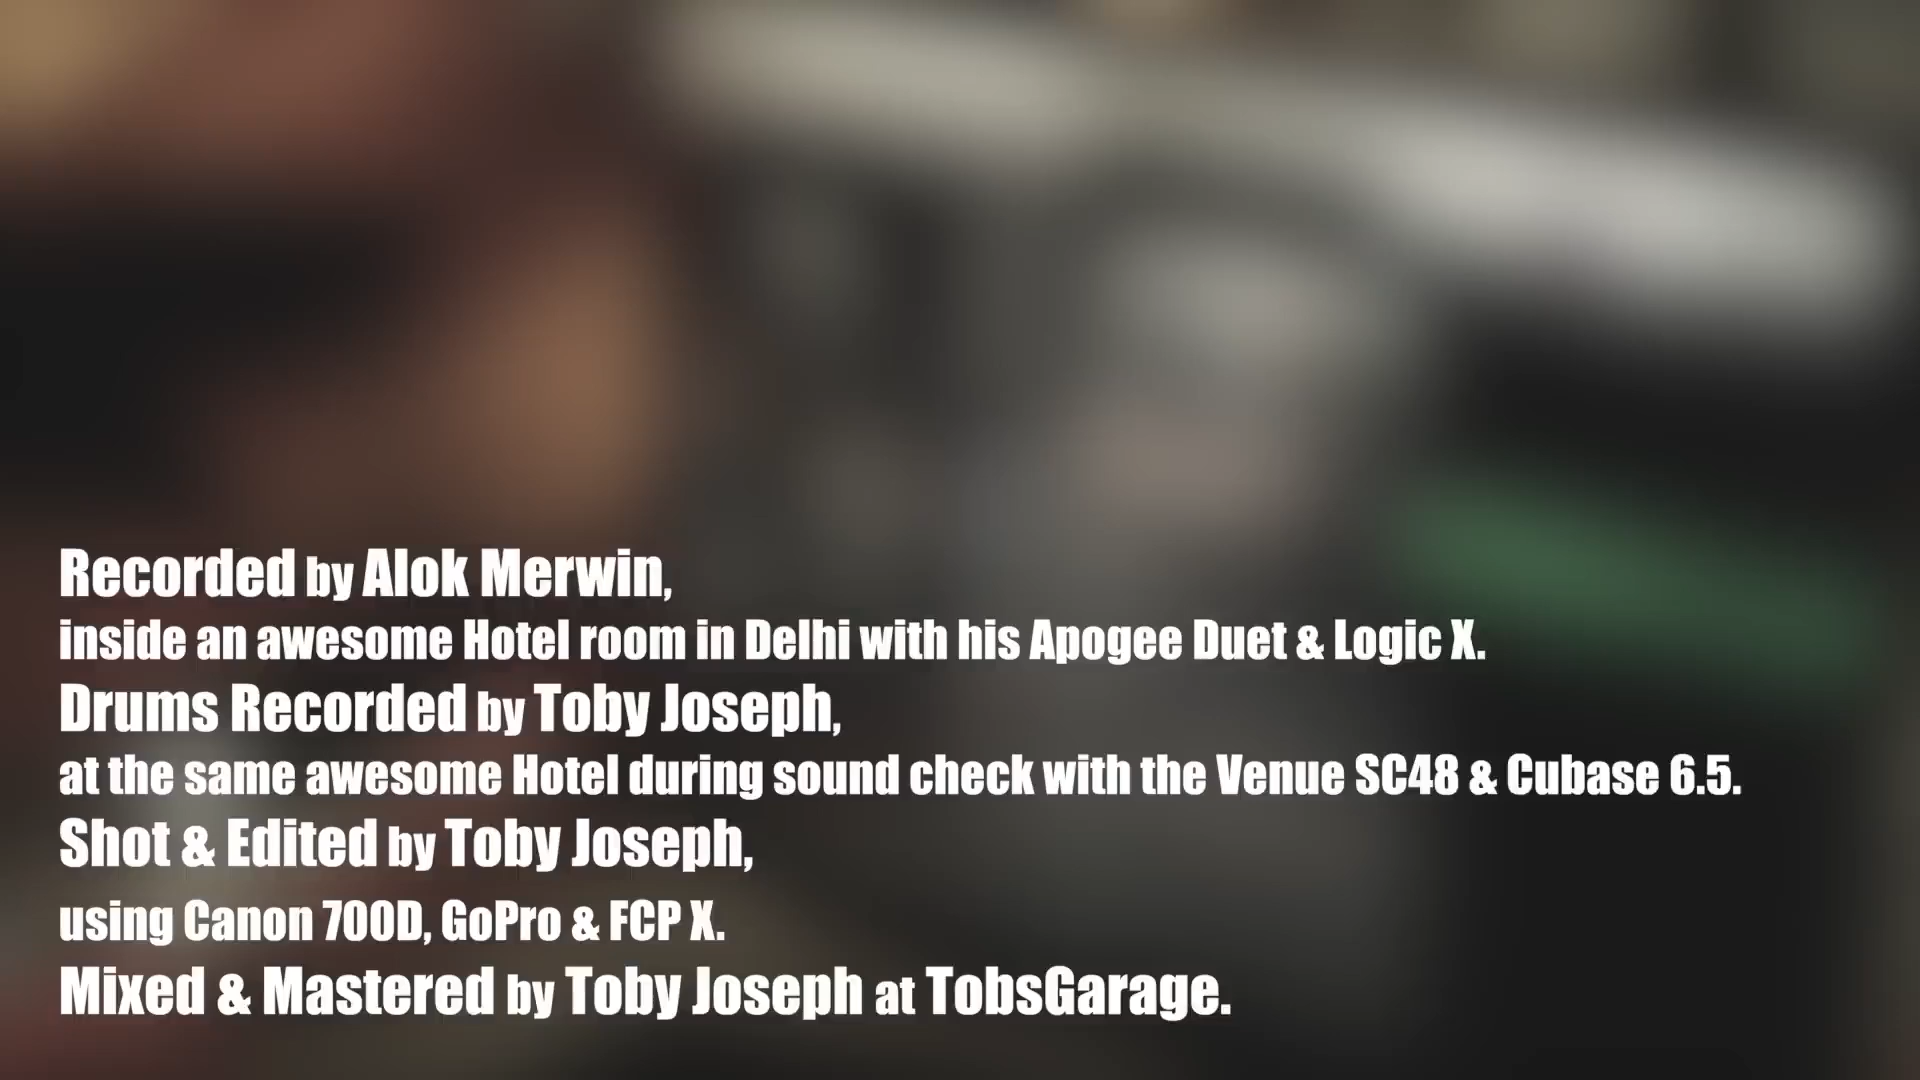 Recorded by Alok Merwin,
inside an awesome Hotel room in Delhi with his Apogee Duet & Logic X.
Drums Recorded by Toby Joseph,
at the same awesome Hotel during sound check with the Venue SC48 & Cubase 6.5.
Shot & Edited by Toby Joseph,
using Canon 700D, GoPro & FCP X.
Mixed & Mastered by Toby Joseph at TobsGarage.